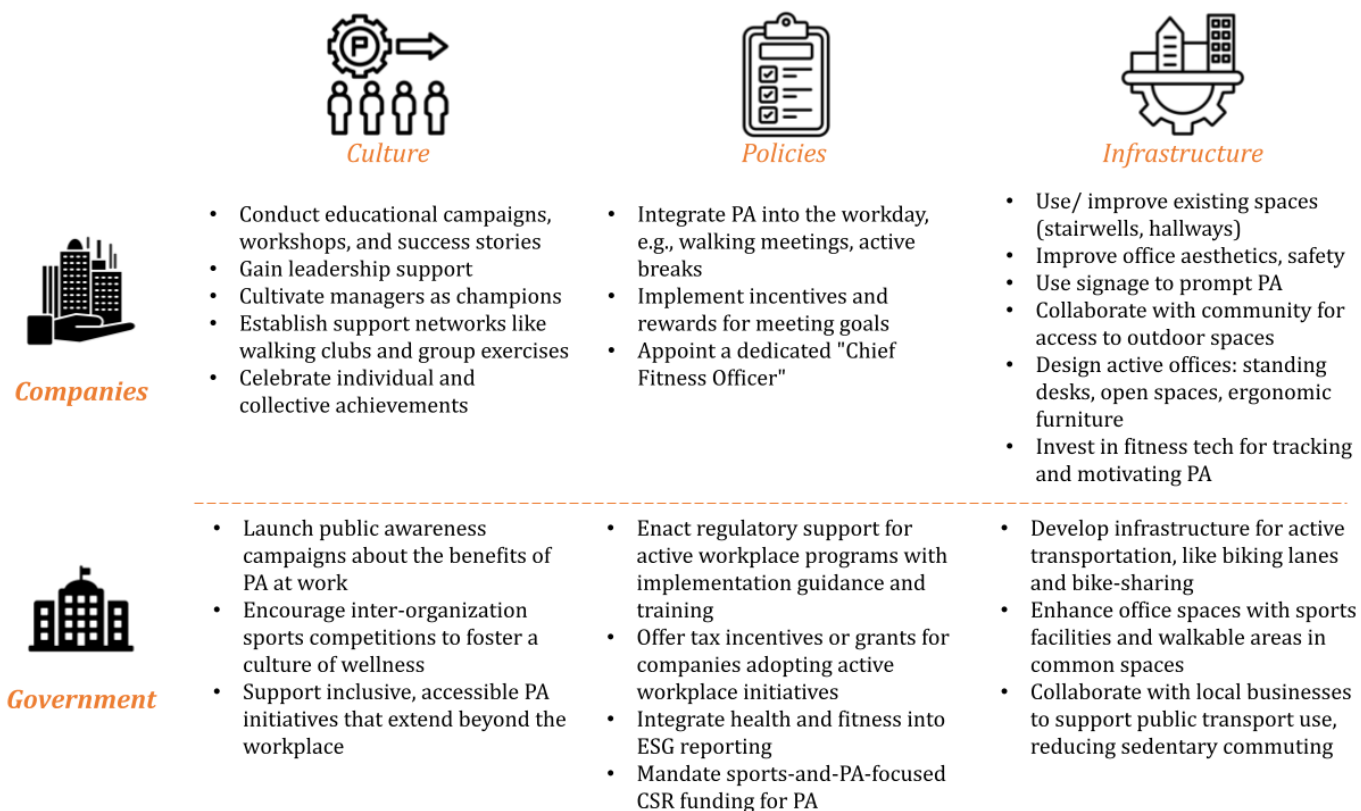 P
Culture
Policies
Infrastructure
Companies
• Conduct educational campaigns,
workshops, and success stories
• Gain leadership support
• Cultivate managers as champions
• Establish support networks like
walking clubs and group exercises
• Celebrate individual and
collective achievements
• Integrate PA into the workday,
e.g., walking meetings, active
breaks
• Implement incentives and
rewards for meeting goals
• Appoint a dedicated "Chief
Fitness Officer"
• Use/ improve existing spaces
(stairwells, hallways)
• Improve office aesthetics, safety
• Use signage to prompt PA
• Collaborate with community for
access to outdoor spaces
• Design active offices: standing
desks, open spaces, ergonomic
furniture
• Invest in fitness tech for tracking
and motivating PA
Government
• Launch public awareness
campaigns about the benefits of
PA at work
• Encourage inter-organization
sports competitions to foster a
culture of wellness
• Support inclusive, accessible PA
initiatives that extend beyond the
workplace
• Enact regulatory support for
active workplace programs with
implementation guidance and
training
• Offer tax incentives or grants for
companies adopting active
workplace initiatives
• Integrate health and fitness into
ESG reporting
• Mandate sports-and-PA-focused
CSR funding for PA
• Develop infrastructure for active
transportation, like biking lanes
and bike-sharing
• Enhance office spaces with sports
facilities and walkable areas in
common spaces
• Collaborate with local businesses
to support public transport use,
reducing sedentary commuting